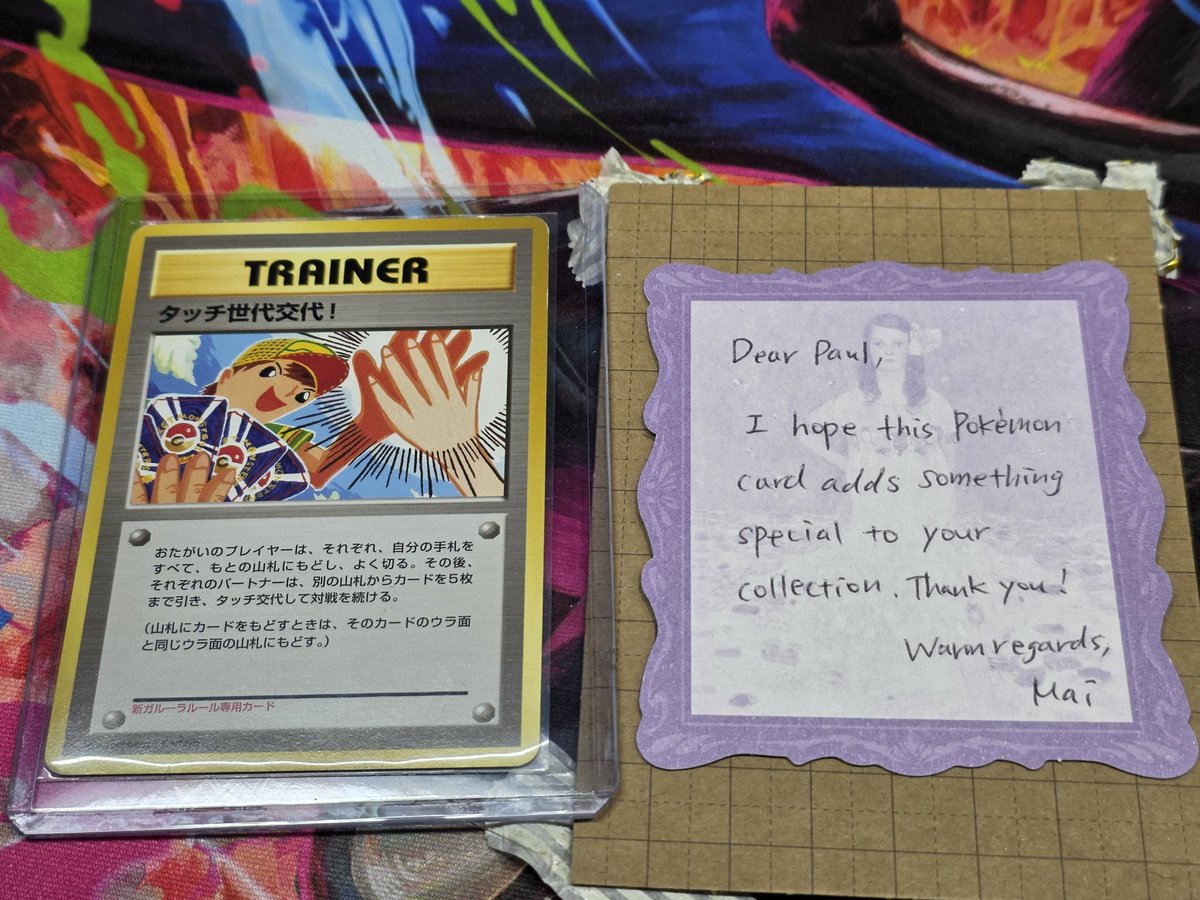 TRAINER
タッチ世代交代！
おたがいのプレイヤーは、それぞれ、自分の手札を
すべて、もとの山札にもどし、よく切る。その後、
それぞれのパートナーは、別の山札からカードを５枚
まで引き、タッチ交代して対戦を続ける。
（山札にカードをもどすときは、そのカードのウラ面
と同じウラ面の山札にもどす。）
新ガルーラルール専用カード
Dear Paul,
I hope this Pokémon
card adds something
special to your
collection. Thank you!
Warm regards,
Mai